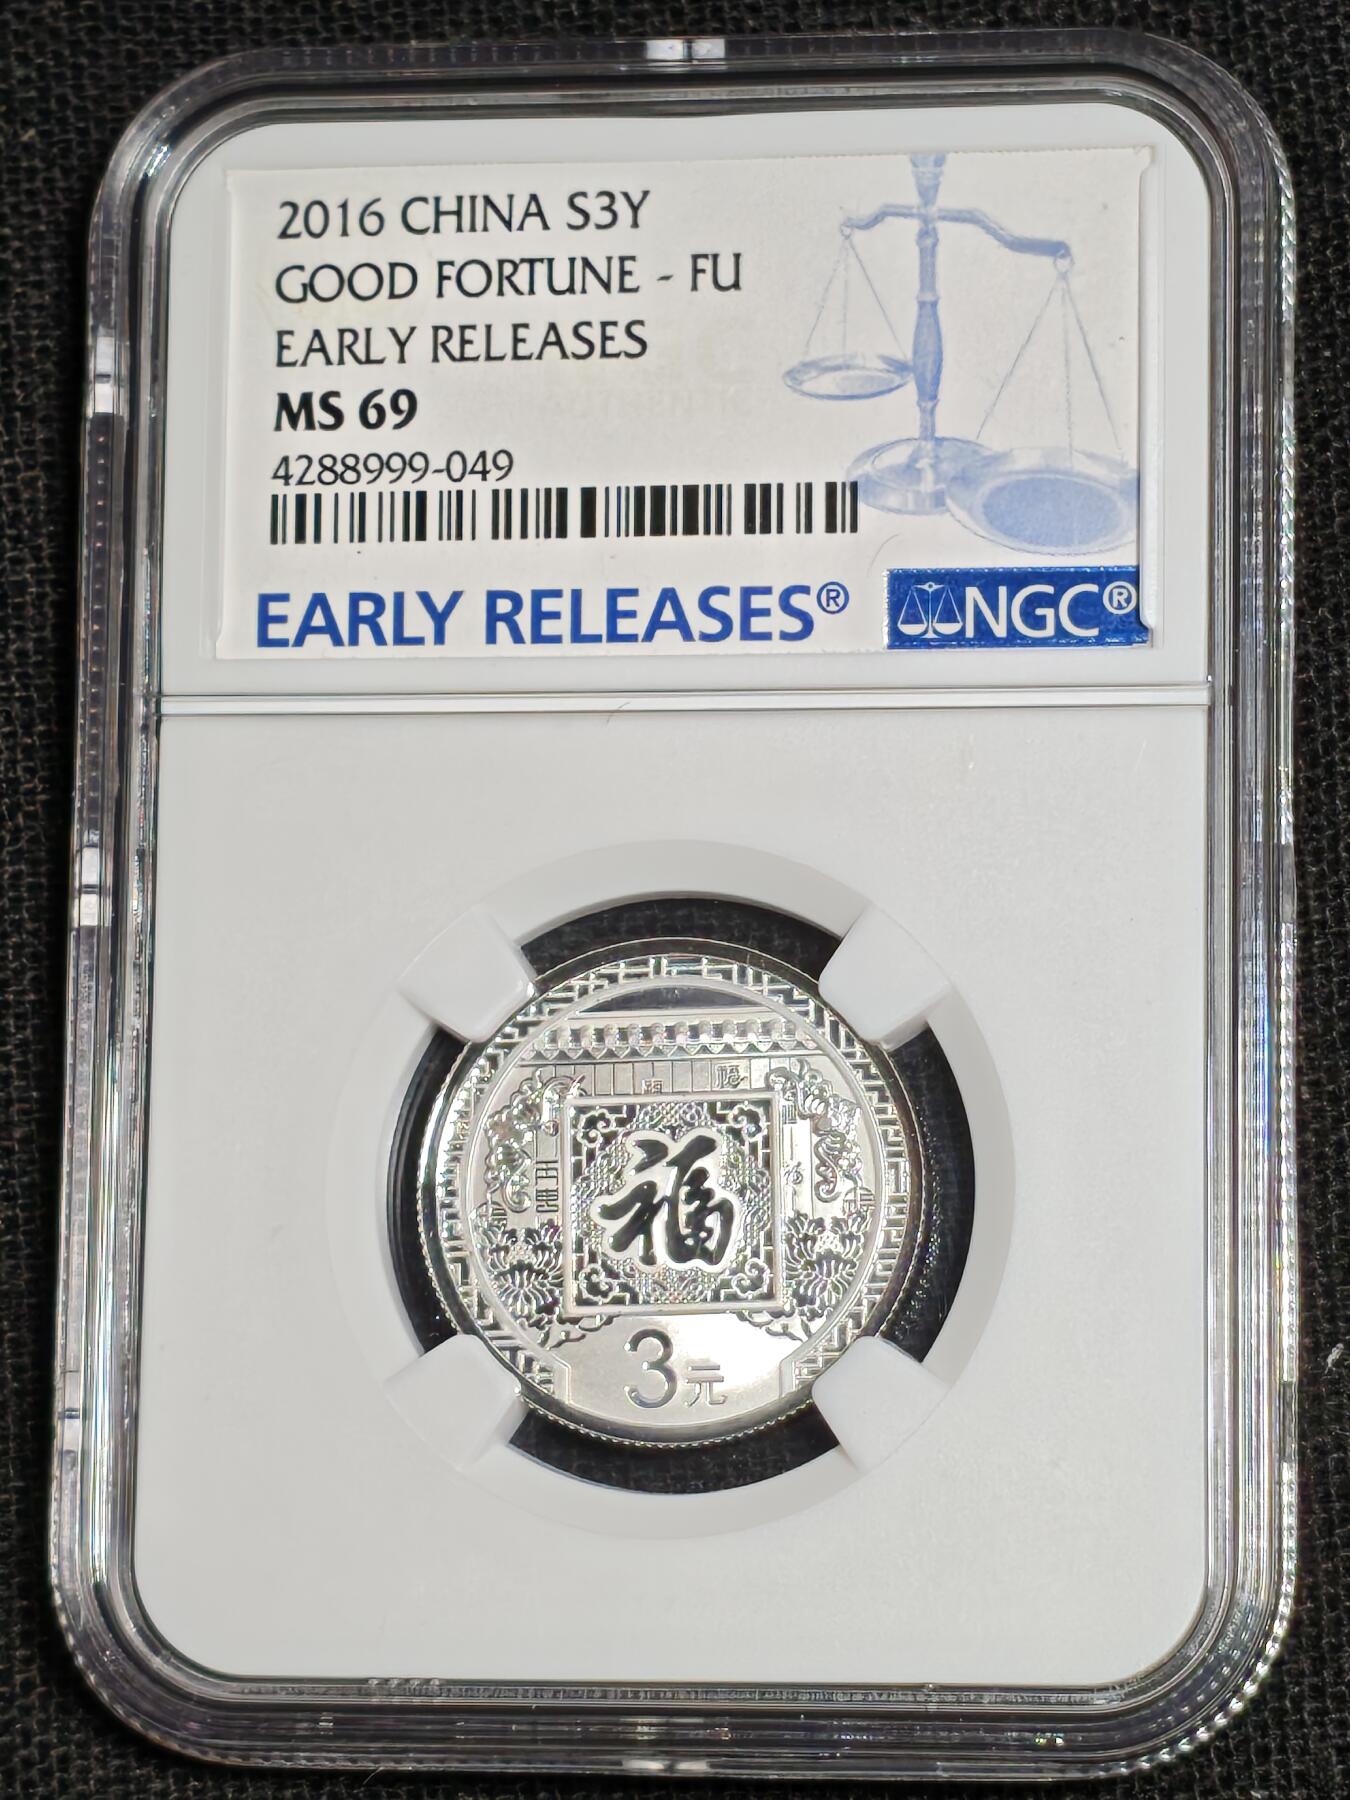 2016 CHINA S3Y
GOOD FORTUNE - FU
EARLY RELEASES
MS 69
4288999-049
EARLY RELEASES®
NGC®
福
3元